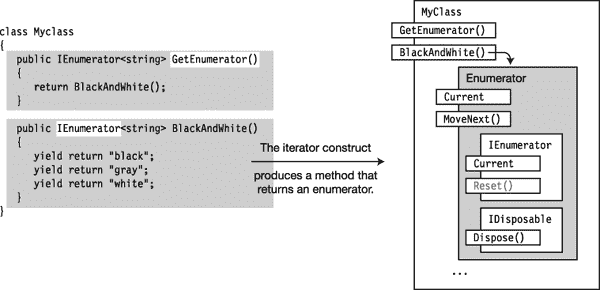 class Myclass
{
public IEnumerator<string> GetEnumerator()
{
return BlackAndWhite();
}
public IEnumerator<string> BlackAndWhite()
{
yield return "black";
yield return "gray";
yield return "white";
}
}
The iterator construct
produces a method that
returns an enumerator.
MyClass
GetEnumerator()
BlackAndWhite()
Enumerator
Current
MoveNext()
IEnumerator
Current
Reset()
IDisposable
Dispose()
...